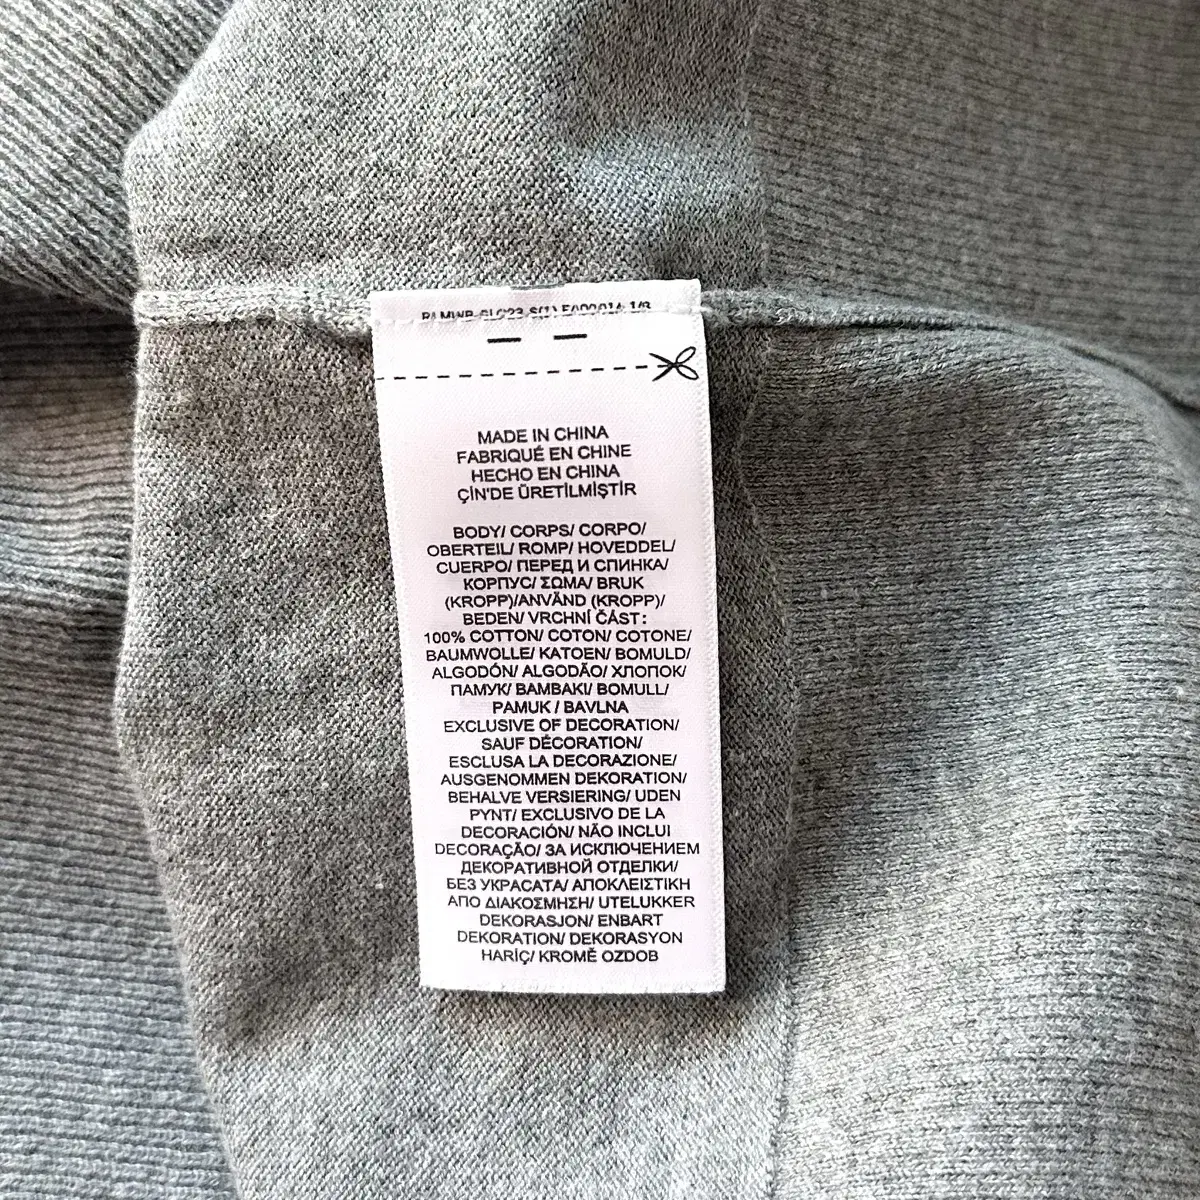 MADE IN CHINA
FABRIQUÉ EN CHINE
HECHO EN CHINA
ÇİN'DE ÜRETİLMİŞTİR
BODY/ CORPS/ CORPO/
OBERTEIL/ ROMP/ HOVEDDEL/
CUERPO/ ПЕРЕД И СПИНКА/
КОРПУС/ ΣΩΜΑ/ BRUK
(KROPP)/ANVÄND (KROPP)/
BEDEN/ VRCHNÍ ČÁST:
100% COTTON/ COTON/ COTONE/
BAUMWOLLE/ KATOEN/ BOMULD/
ALGODÓN/ ALGODÃO/ ХЛОПОК/
ПАМУК/ ΒΑΜΒΑΚΙ/ BOMULL/
PAMUK / BAVLNA
EXCLUSIVE OF DECORATION/
SAUF DÉCORATION/
ESCLUSA LA DECORAZIONE/
AUSGENOMMEN DEKORATION/
BEHALVE VERSIERING/ UDEN
PYNT/ EXCLUSIVO DE LA
DECORACIÓN/ NÃO INCLUI
DECORAÇÃO/ ЗА ИСКЛЮЧЕНИЕМ
ДЕКОРАТИВНОЙ ОТДЕЛКИ/
БЕЗ УКРАСАТА/ ΑΠΟΚΛΕΙΣΤΙΚΗ
ΑΠΟ ΔΙΑΚΟΣΜΗΣΗ/ UTELUKKER
DEKORASJON/ ENBART
DEKORATION/ DEKORASYON
HARİÇ/ KROMĚ OZDOB